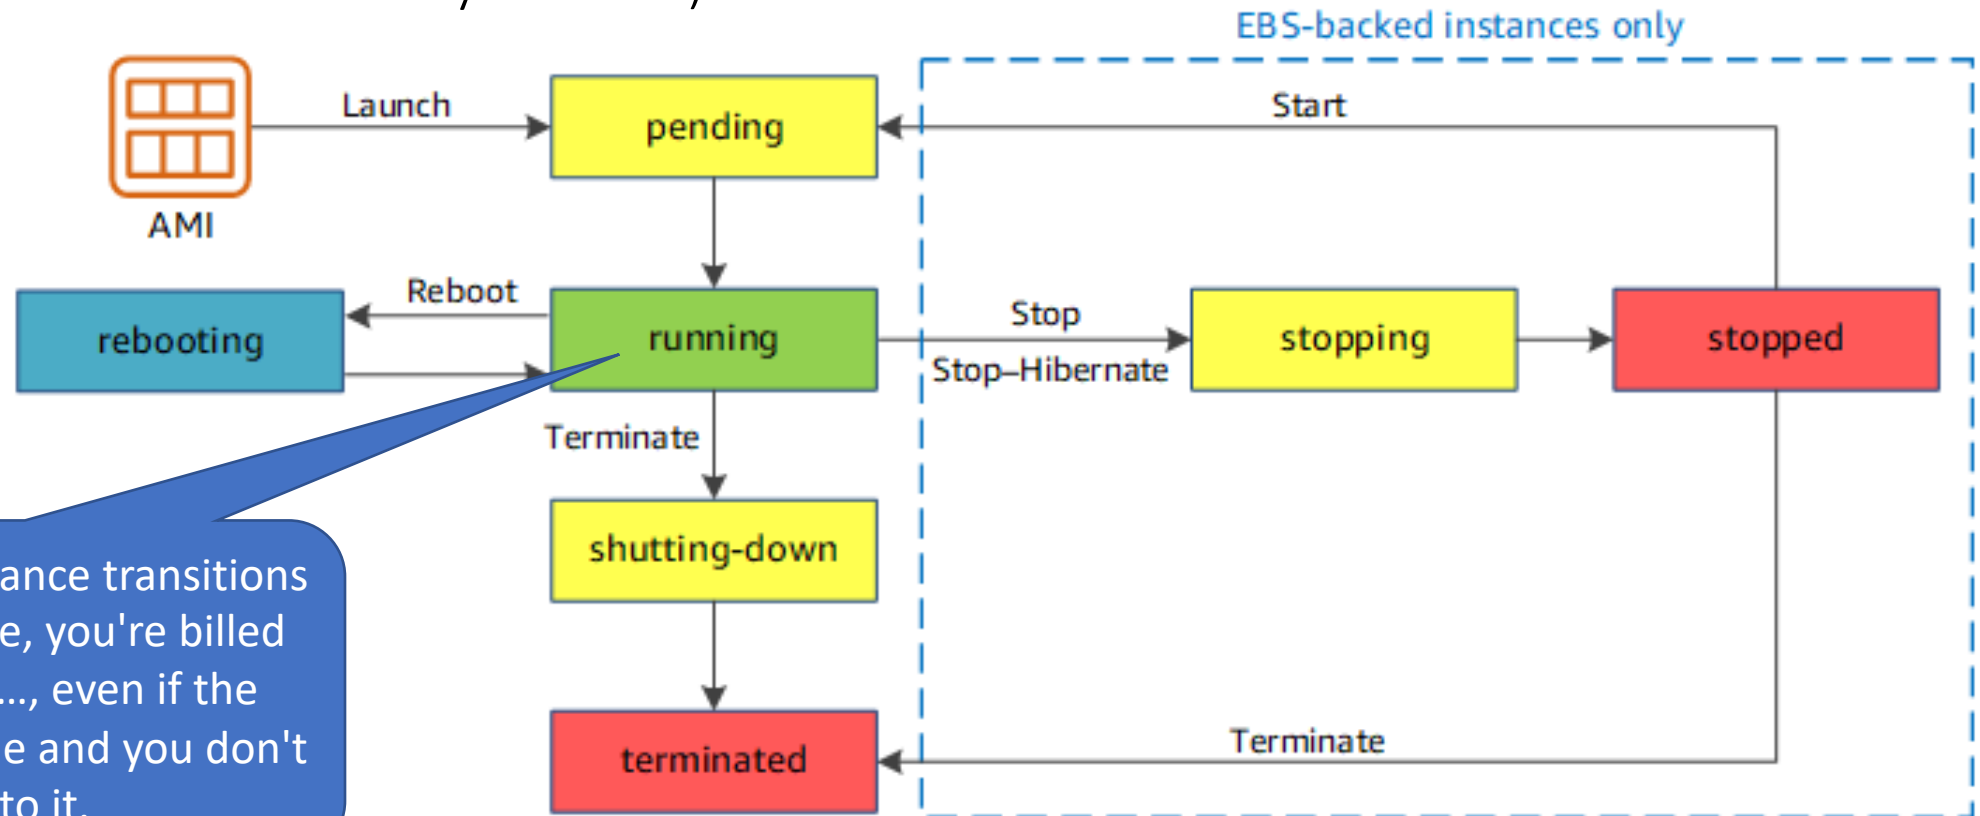 EBS-backed instances only
Launch
pending
Start
AMI
Reboot
rebooting
running
Stop
Stop–Hibernate
stopping
stopped
Terminate
shutting-down
ance transitions
e, you're billed
..., even if the
e and you don't
to it.
terminated
Terminate